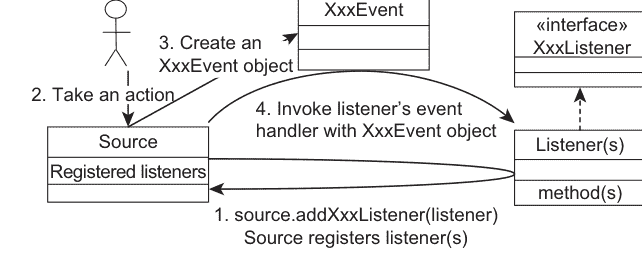 XxxEvent
«interface»
XxxListener
3. Create an
XxxEvent object
2. Take an action
4. Invoke listener's event
handler with XxxEvent object
Source
Registered listeners
Listener(s)
method(s)
1. source.addXxxListener(listener)
Source registers listener(s)